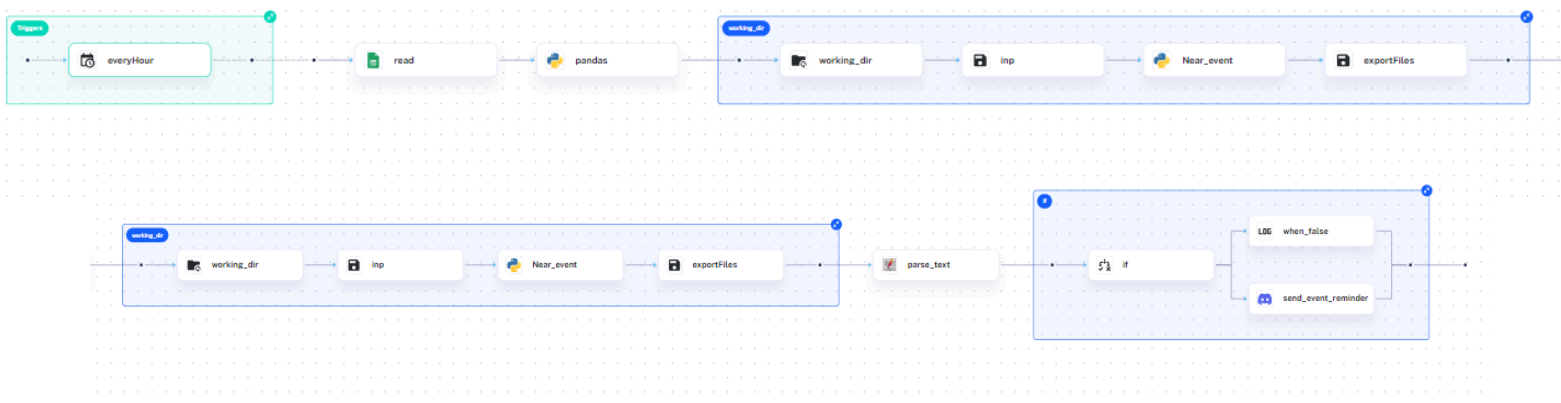 Triggers
everyHour
read
pandas
working_dir
working_dir
inp
Near_event
exportFiles
working_dir
working_dir
inp
Near_event
exportFiles
parse_text
if
if
LOG when_false
send_event_reminder